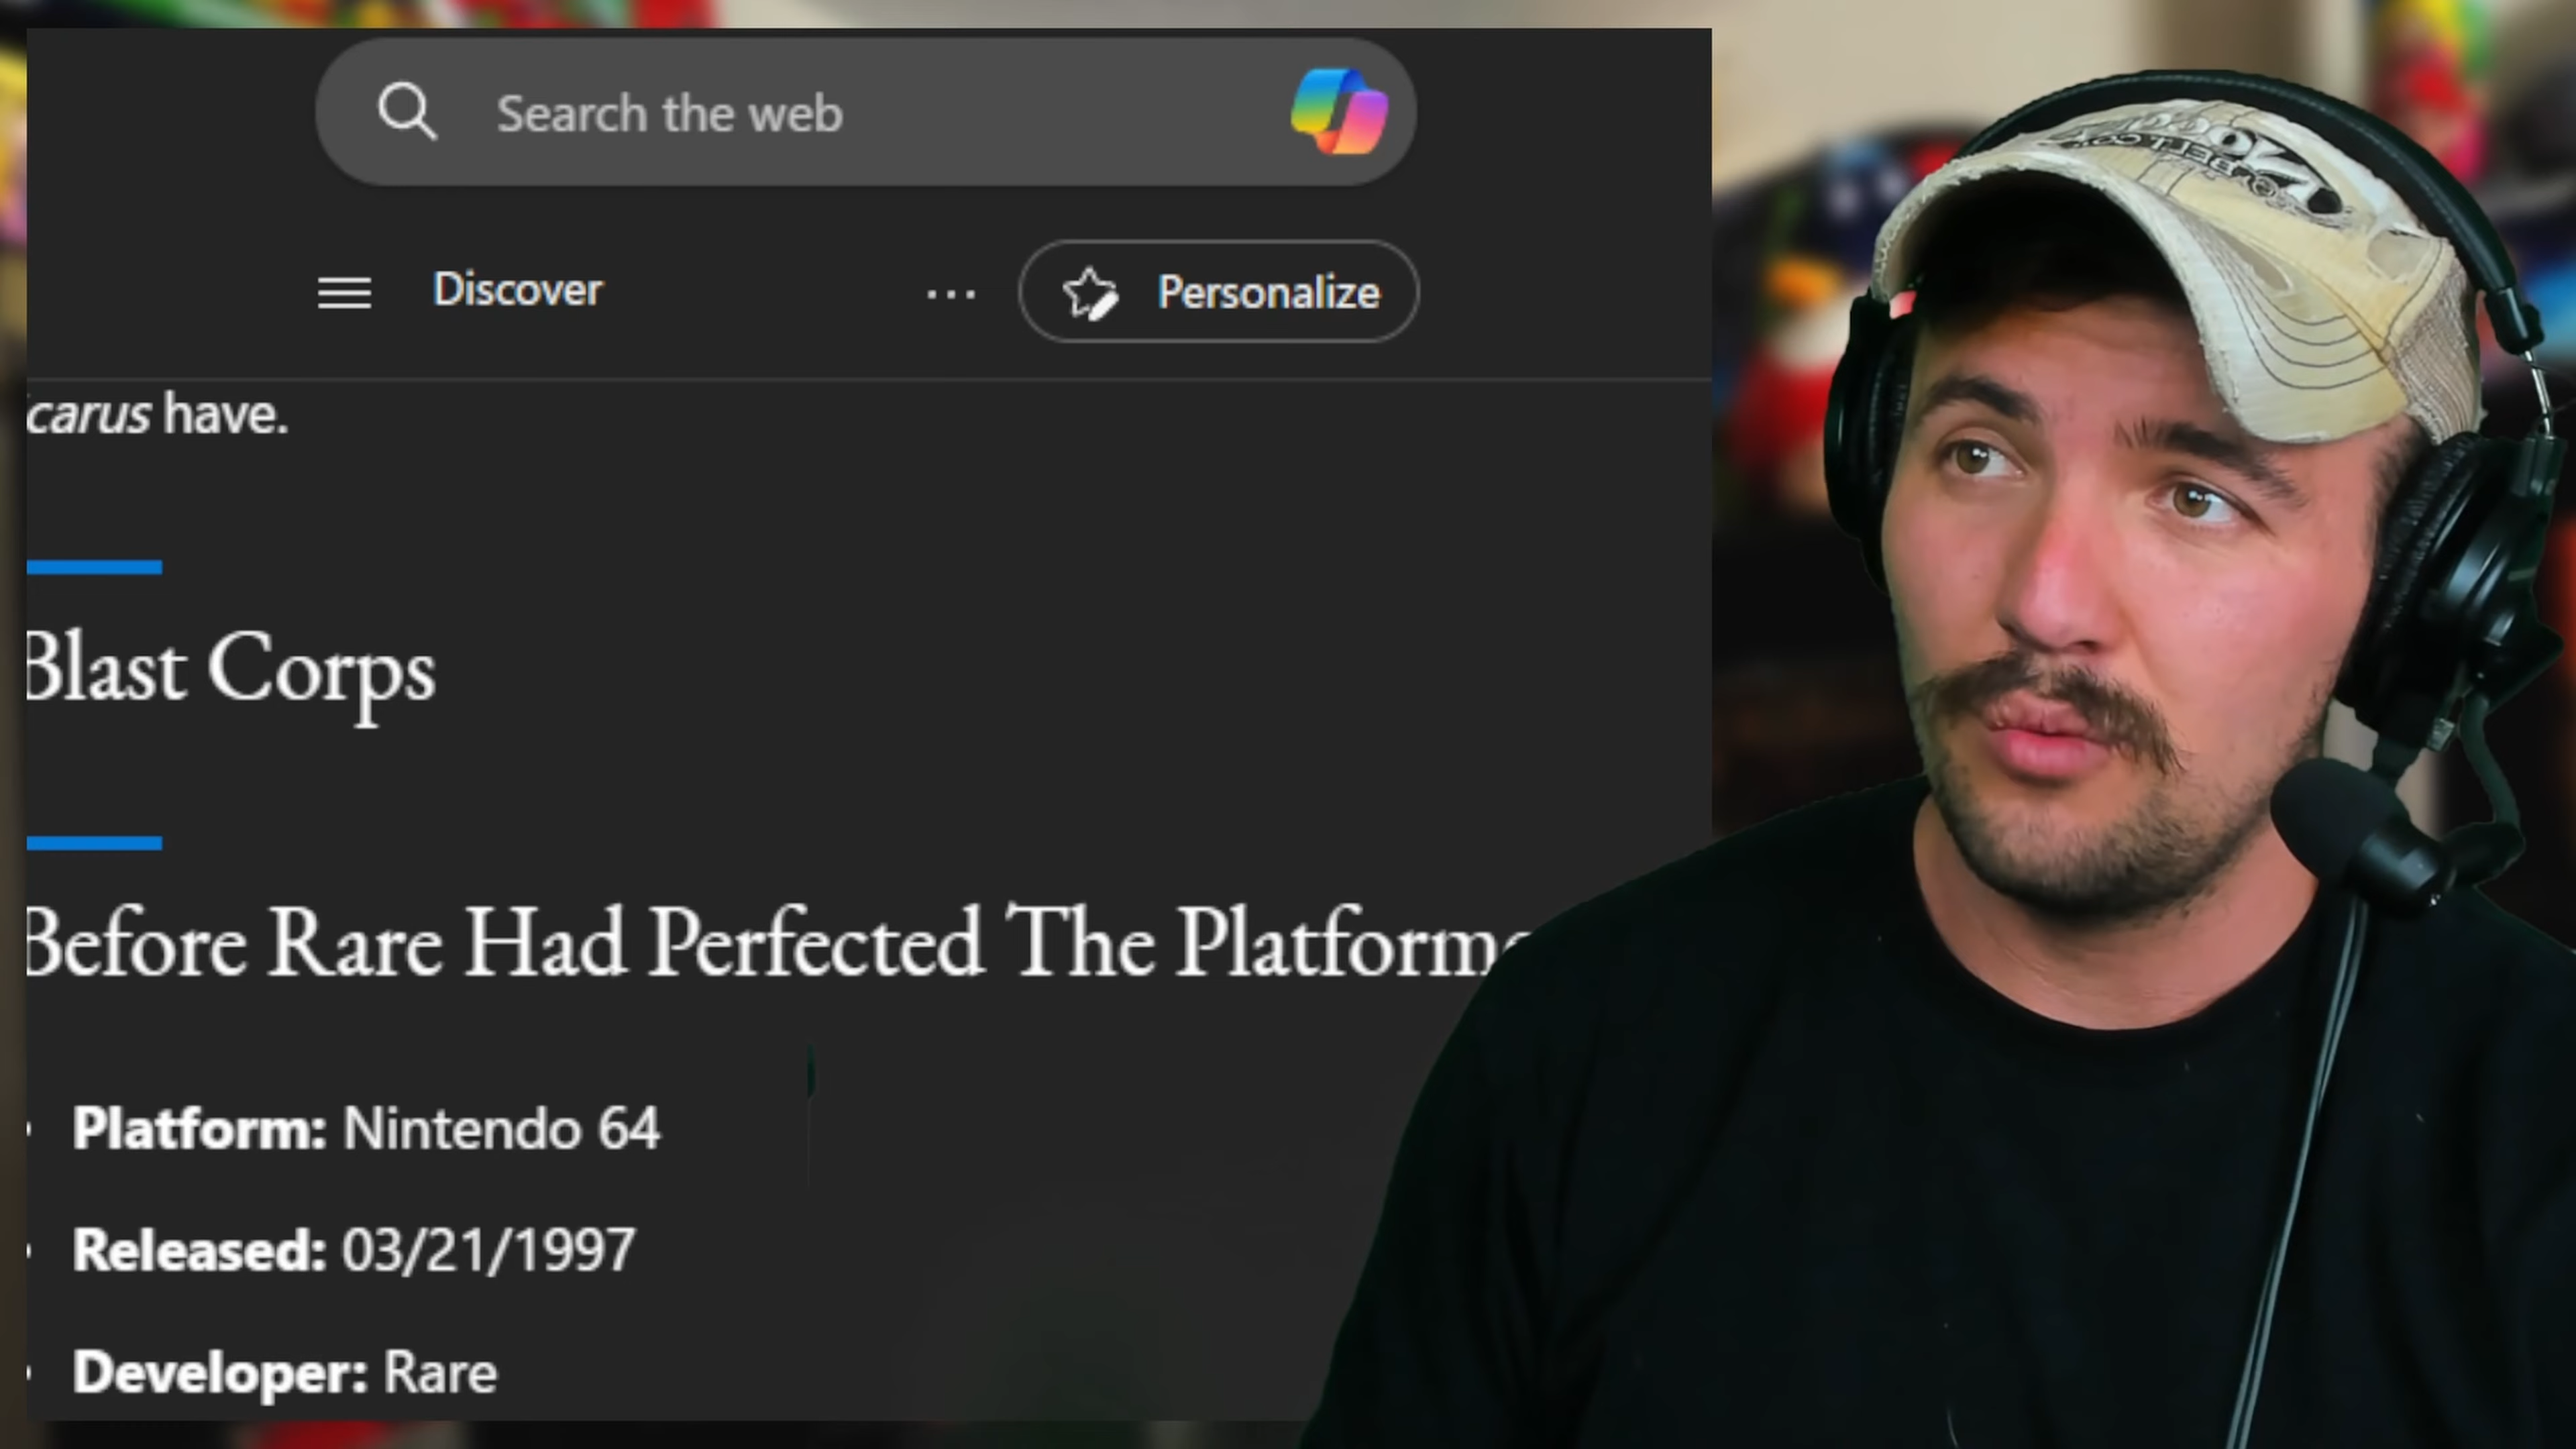 Search the web
Discover
Personalize
carus have.
Blast Corps
Before Rare Had Perfected The Platforme
Platform: Nintendo 64
Released: 03/21/1997
Developer: Rare